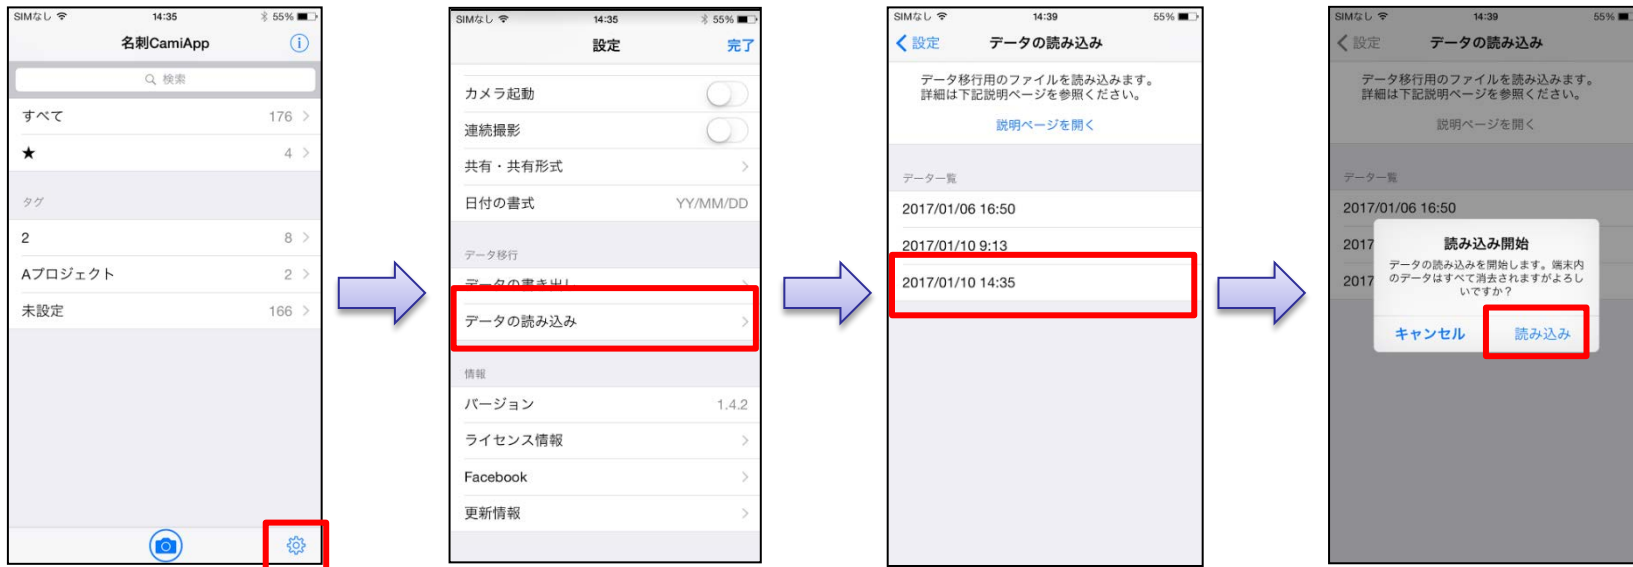 SIMなし 14:35 55%
名刺CamiApp
検索
すべて 176
★ 4
タグ
2 8
Aプロジェクト 2
未設定 166
SIMなし 14:35 55%
設定 完了
カメラ起動
連続撮影
共有・共有形式
日付の書式 YY/MM/DD
データ移行
データの書き出し
データの読み込み
情報
バージョン 1.4.2
ライセンス情報
Facebook
更新情報
SIMなし 14:39 55%
設定 データの読み込み
データ移行用のファイルを読み込みます。
詳細は下記説明ページを参照ください。
説明ページを開く
データ一覧
2017/01/06 16:50
2017/01/10 9:13
2017/01/10 14:35
SIMなし 14:39 55%
設定 データの読み込み
データ移行用のファイルを読み込みます。
詳細は下記説明ページを参照ください。
説明ページを開く
データ一覧
2017/01/06 16:50
2017
2017
読み込み開始
データの読み込みを開始します。端末内
のデータはすべて消去されますがよろし
いですか？
キャンセル 読み込み